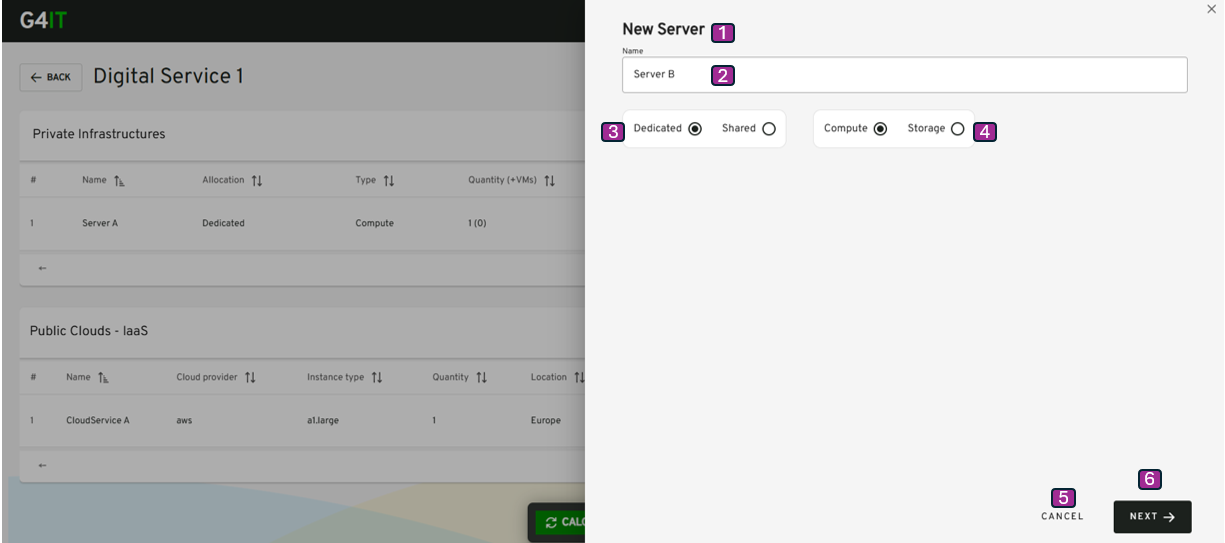 G4IT
← BACK
Digital Service 1
Private Infrastructures
# Name Allocation Type Quantity (+VMs)
1 Server A Dedicated Compute 1 (0)
←
Public Clouds - IaaS
# Name Cloud provider Instance type Quantity Location
1 CloudService A aws a1.large 1 Europe
←
CALC
New Server 1
Name
Server B 2
3 Dedicated Shared Compute Storage 4
5 6
CANCEL NEXT →